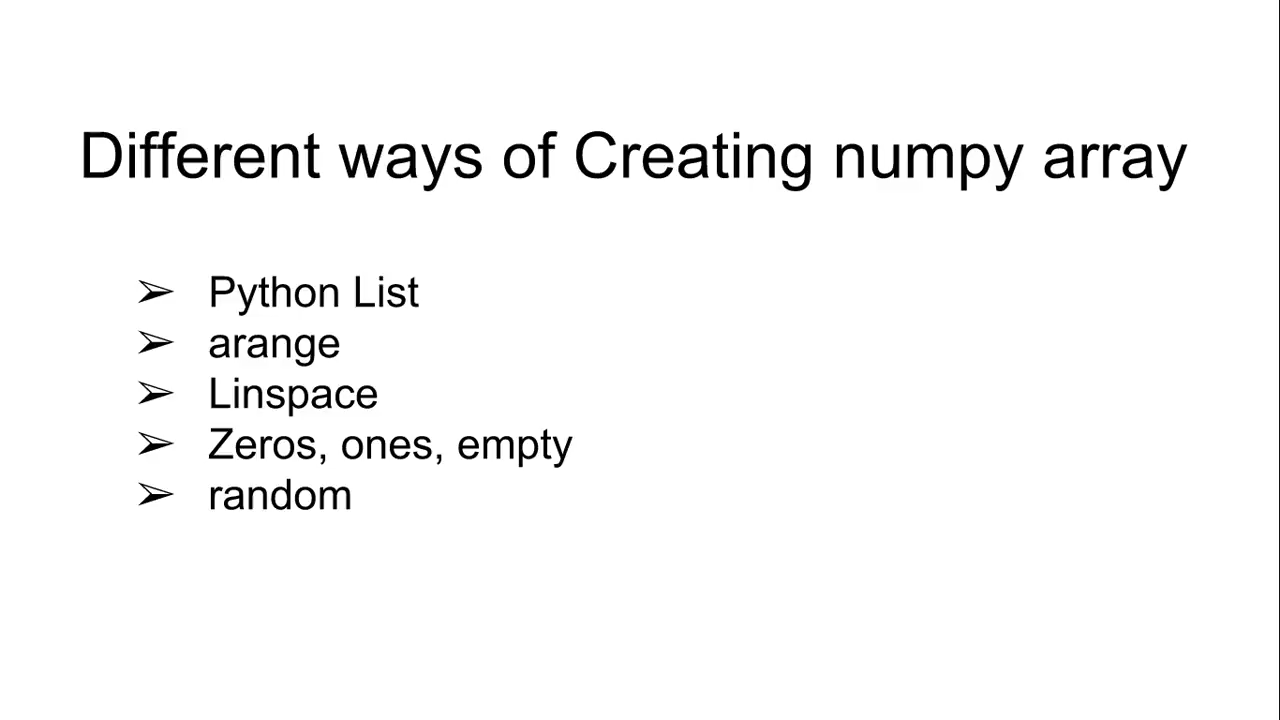 Different ways of Creating numpy array
➢ Python List
➢ arange
➢ Linspace
➢ Zeros, ones, empty
➢ random